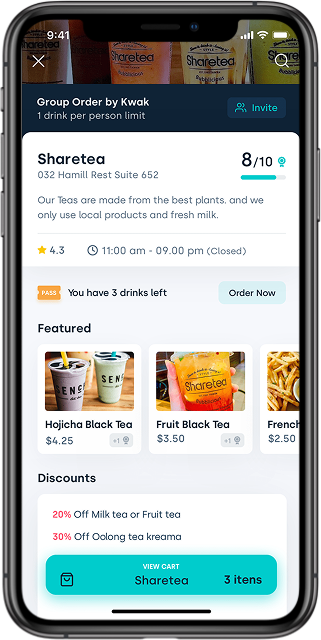 9:41
Sharetea
Sharetea
Group Order by Kwak
1 drink per person limit
Invite
Sharetea
8/10
032 Hamill Rest Suite 652
Our Teas are made from the best plants. and we
only use local products and fresh milk.
4.3
11:00 am - 09.00 pm (Closed)
PASS
You have 3 drinks left
Order Now
Featured
SENS
Sharetea
Hojicha Black Tea
$4.25
+1
Fruit Black Tea
$3.50
+1
French
$2.50
Discounts
20% Off Milk tea or Fruit tea
30% Off Oolong tea kreama
VIEW CART
Sharetea
3 itens